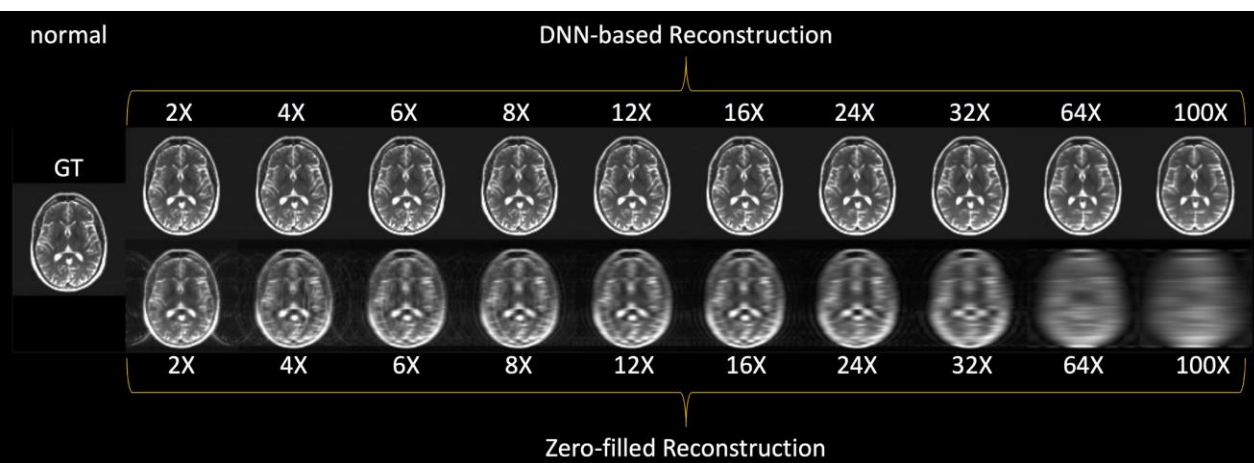 normal
DNN-based Reconstruction
2X 4X 6X 8X 12X 16X 24X 32X 64X 100X
GT
2X 4X 6X 8X 12X 16X 24X 32X 64X 100X
Zero-filled Reconstruction